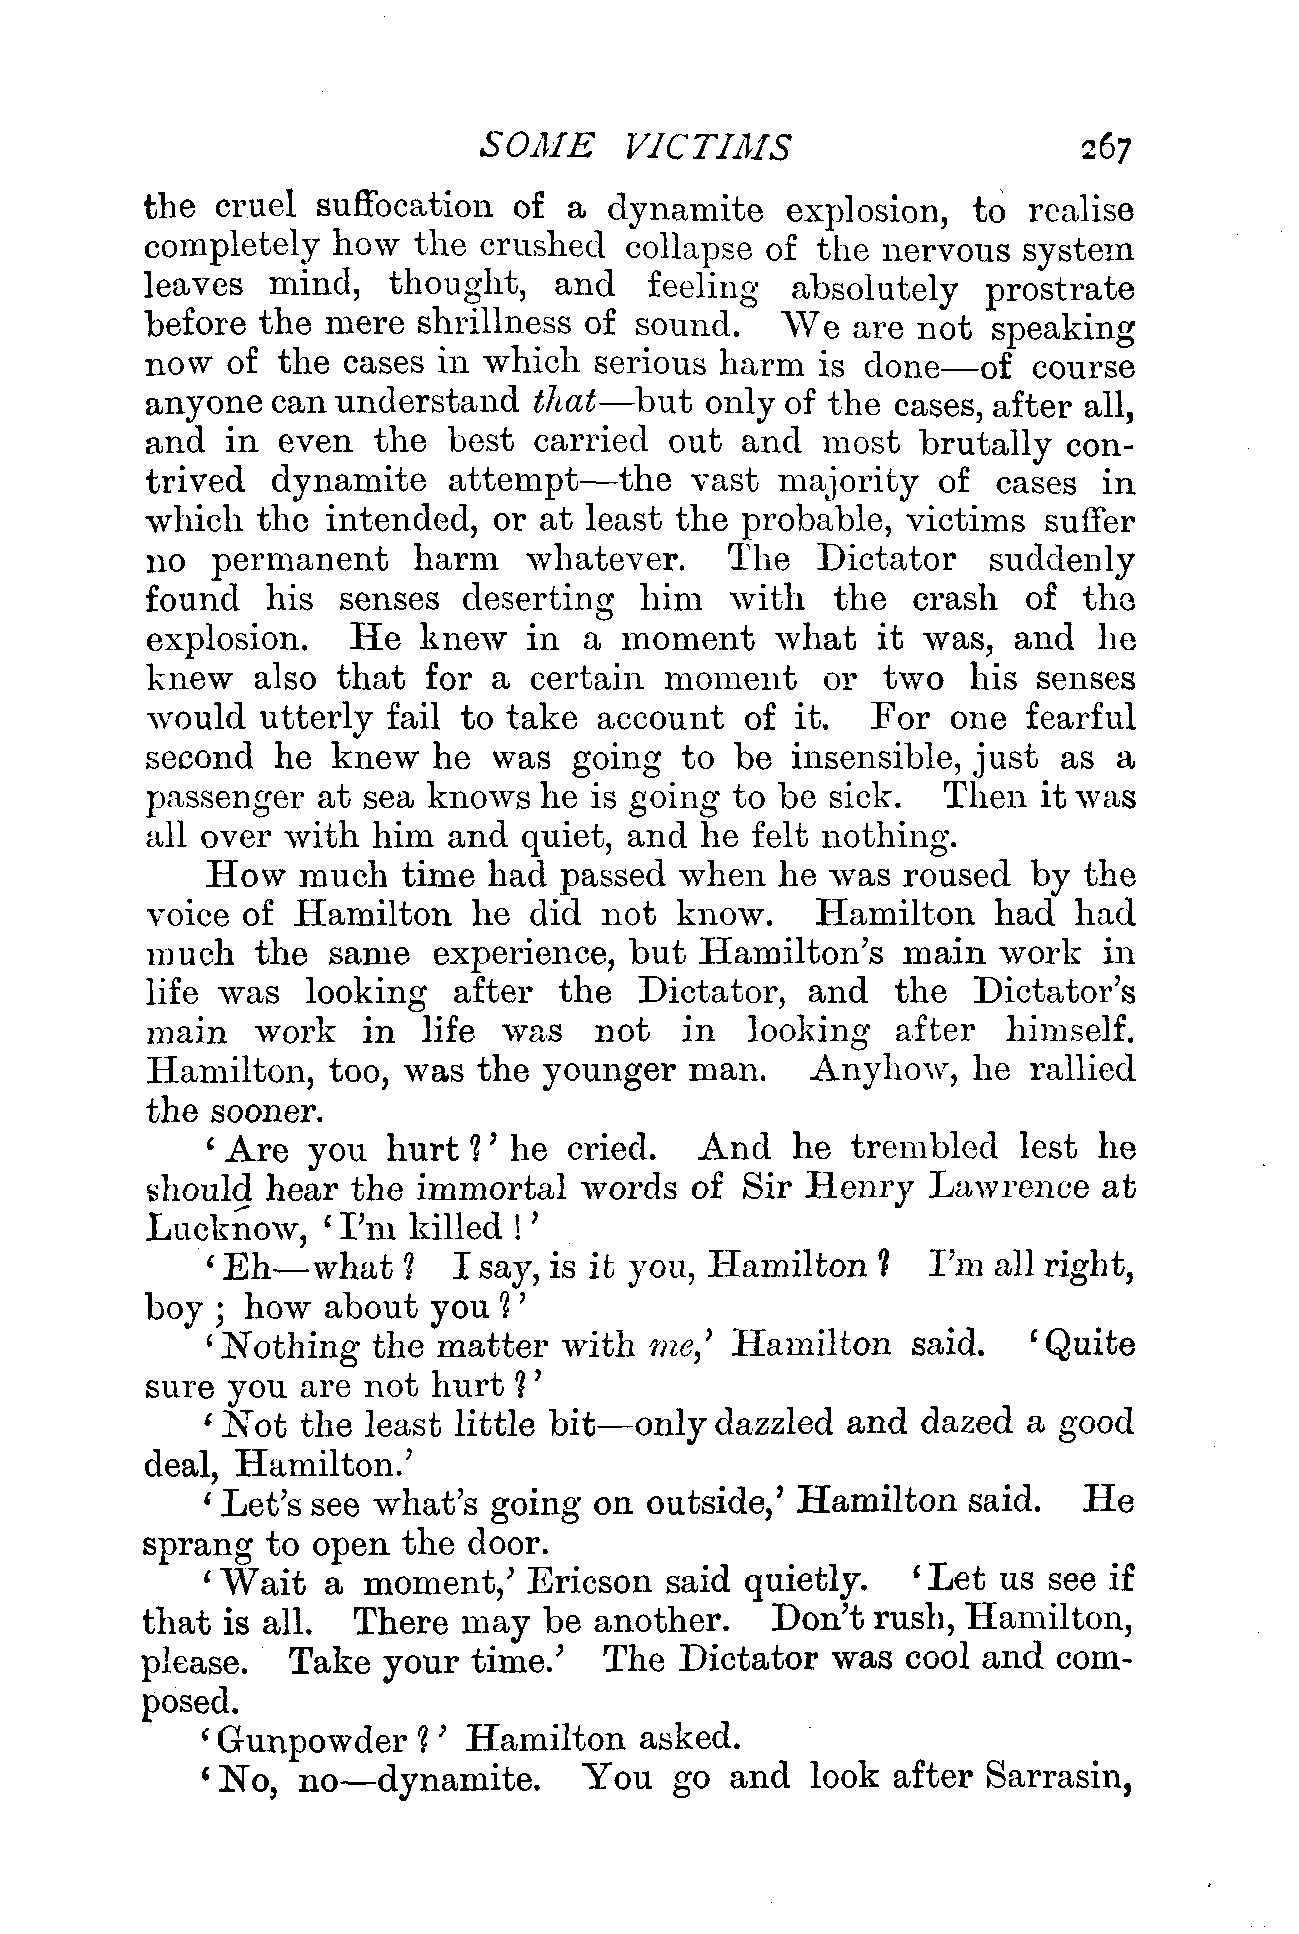 SOME VICTIMS 267
the cruel suffocation of a dynamite explosion, to realise
completely how the crushed collapse of the nervous system
leaves mind, thought, and feeling absolutely prostrate
before the mere shrillness of sound. We are not speaking
now of the cases in which serious harm is done—of course
anyone can understand that—but only of the cases, after all,
and in even the best carried out and most brutally con-
trived dynamite attempt—the vast majority of cases in
which the intended, or at least the probable, victims suffer
no permanent harm whatever. The Dictator suddenly
found his senses deserting him with the crash of the
explosion. He knew in a moment what it was, and he
knew also that for a certain moment or two his senses
would utterly fail to take account of it. For one fearful
second he knew he was going to be insensible, just as a
passenger at sea knows he is going to be sick. Then it was
all over with him and quiet, and he felt nothing.
How much time had passed when he was roused by the
voice of Hamilton he did not know. Hamilton had had
much the same experience, but Hamilton's main work in
life was looking after the Dictator, and the Dictator's
main work in life was not in looking after himself.
Hamilton, too, was the younger man. Anyhow, he rallied
the sooner.
'Are you hurt?' he cried. And he trembled lest he
should hear the immortal words of Sir Henry Lawrence at
Lucknow, 'I'm killed!'
'Eh—what? I say, is it you, Hamilton? I'm all right,
boy; how about you?'
'Nothing the matter with me,' Hamilton said. 'Quite
sure you are not hurt?'
'Not the least little bit—only dazzled and dazed a good
deal, Hamilton.'
'Let's see what's going on outside,' Hamilton said. He
sprang to open the door.
'Wait a moment,' Ericson said quietly. 'Let us see if
that is all. There may be another. Don't rush, Hamilton,
please. Take your time.' The Dictator was cool and com-
posed.
'Gunpowder?' Hamilton asked.
'No, no—dynamite. You go and look after Sarrasin,